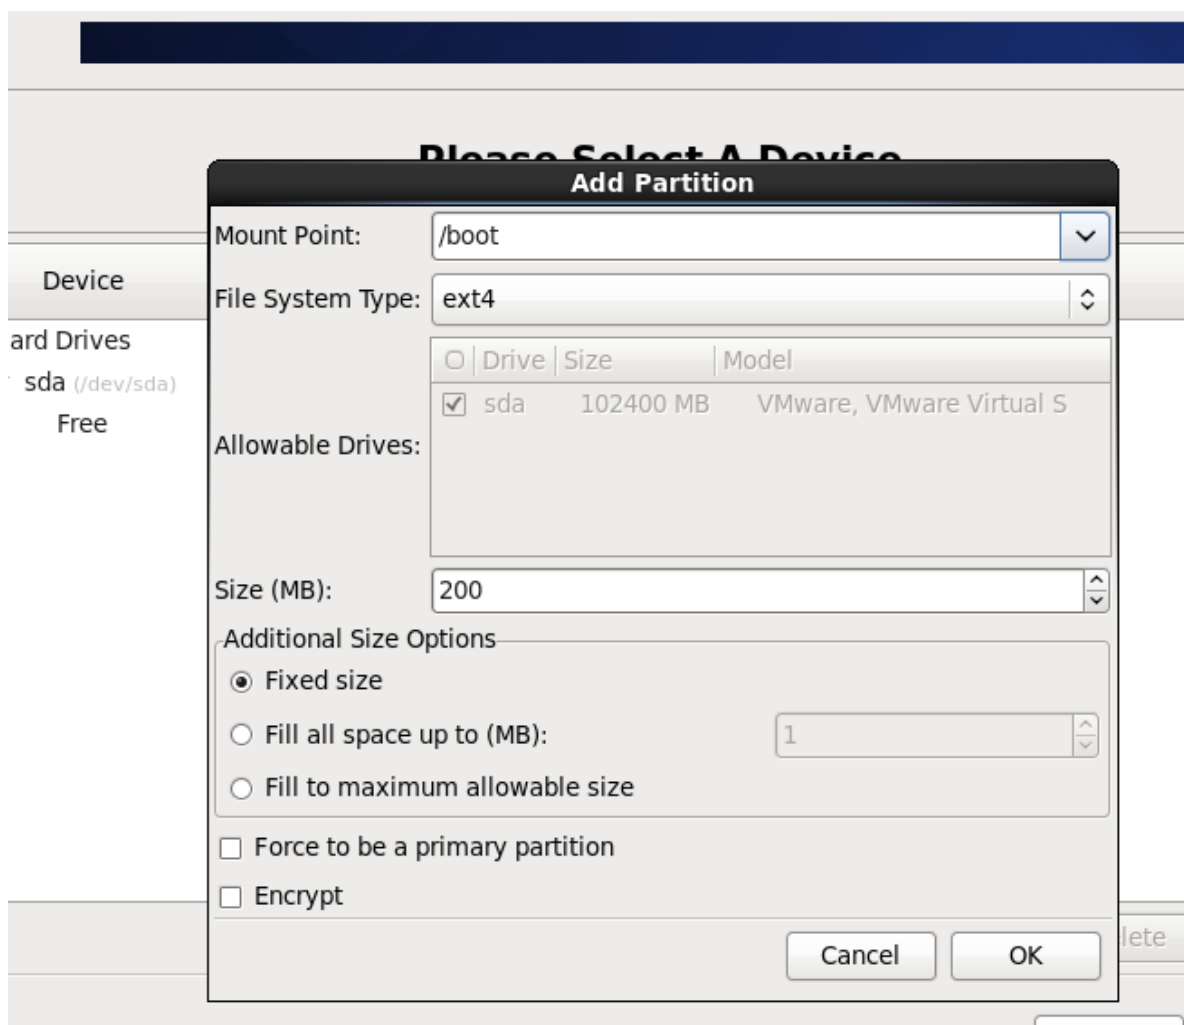 Please Select A Device
Add Partition
Mount Point: /boot
Device
File System Type: ext4
ard Drives
Drive Size Model
sda (/dev/sda)
sda 102400 MB VMware, VMware Virtual S
Free
Allowable Drives:
Size (MB): 200
Additional Size Options
Fixed size
Fill all space up to (MB): 1
Fill to maximum allowable size
Force to be a primary partition
Encrypt
Cancel OK
lete